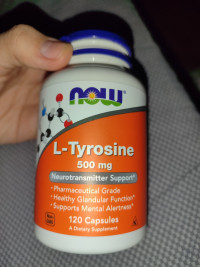 NOW
L-Tyrosine
500 mg
Neurotransmitter Support*
• Pharmaceutical Grade
• Healthy Glandular Function*
• Supports Mental Alertness*
120 Capsules
A Dietary Supplement